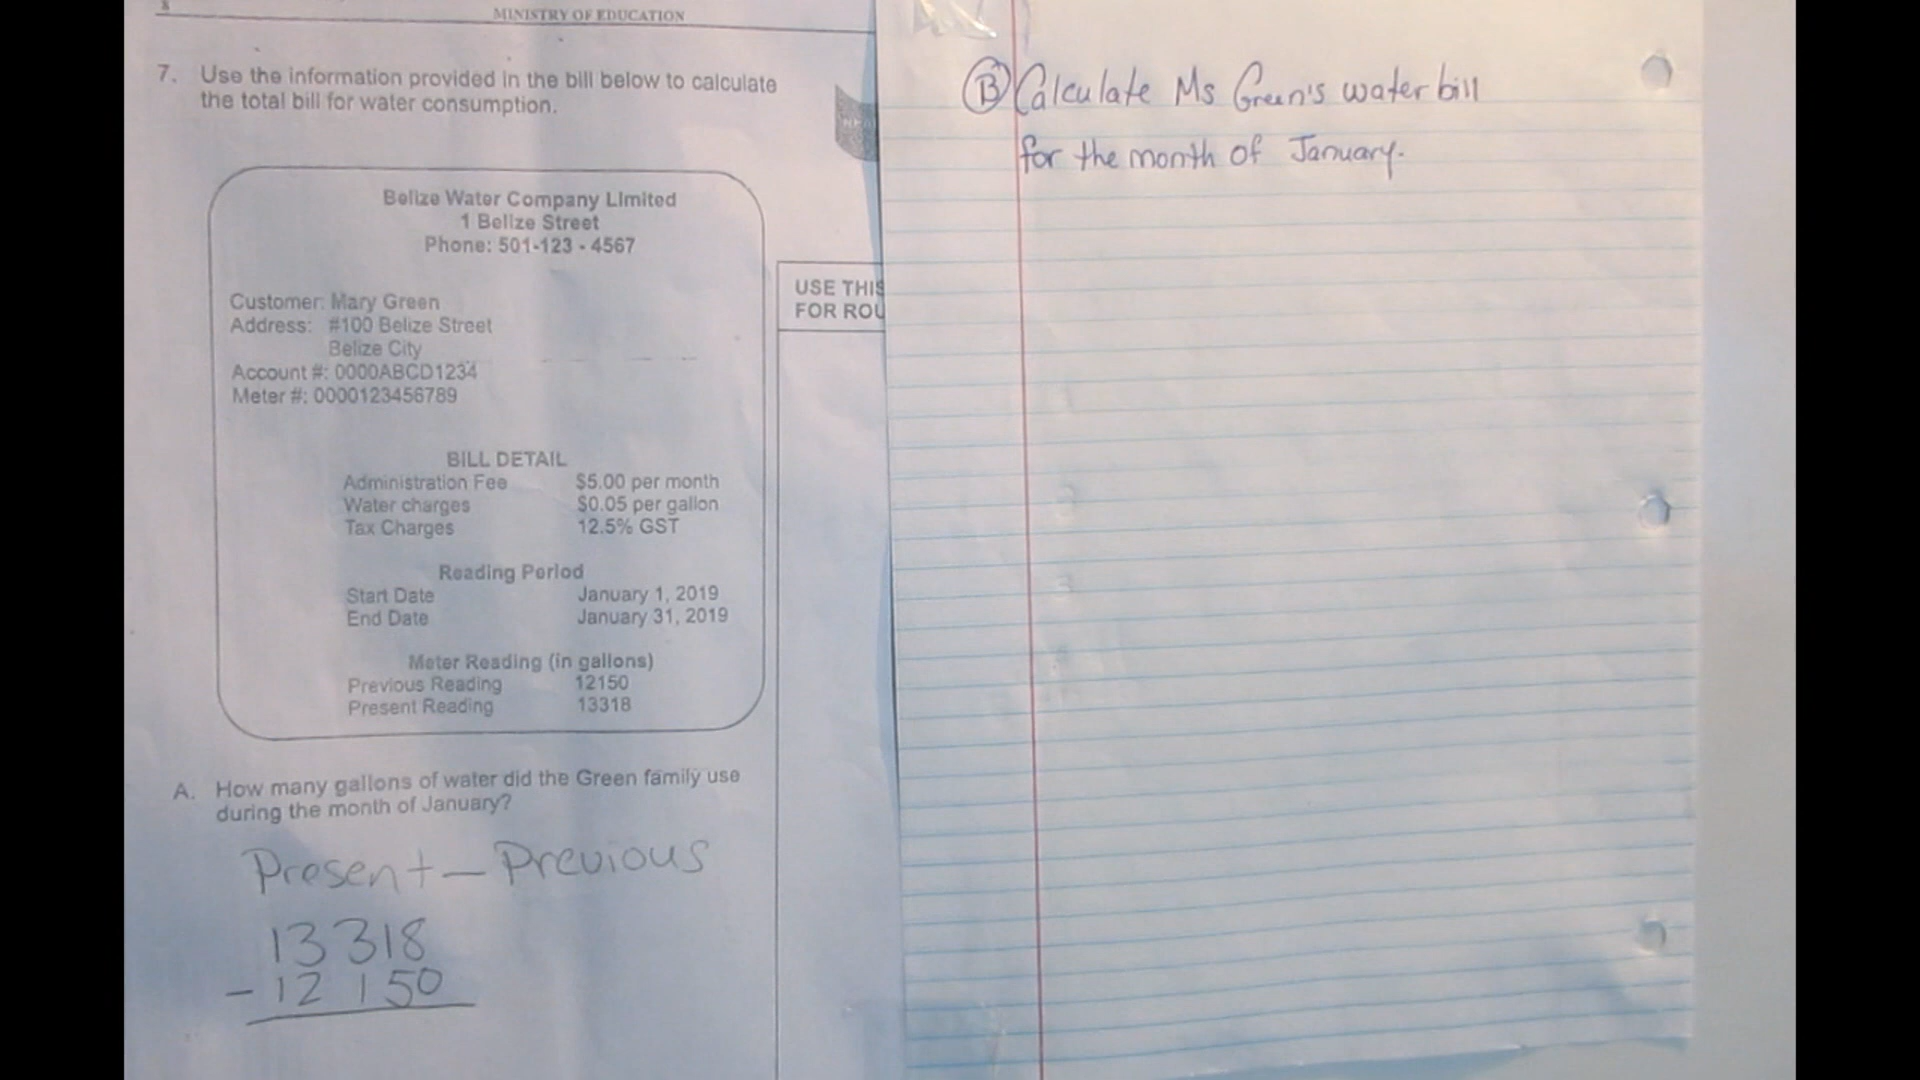 8
MINISTRY OF EDUCATION
7. Use the information provided in the bill below to calculate
the total bill for water consumption.
Belize Water Company Limited
1 Belize Street
Phone: 501-123 - 4567
Customer: Mary Green
Address: #100 Belize Street
Belize City
Account #: 0000ABCD1234
Meter #: 0000123456789
BILL DETAIL
Administration Fee $5.00 per month
Water charges $0.05 per gallon
Tax Charges 12.5% GST
Reading Period
Start Date January 1, 2019
End Date January 31, 2019
Meter Reading (in gallons)
Previous Reading 12150
Present Reading 13318
A. How many gallons of water did the Green family use
during the month of January?
Present - Previous
13318
- 12150
USE THIS
FOR ROU
B Calculate Ms Green's water bill
for the month of January.